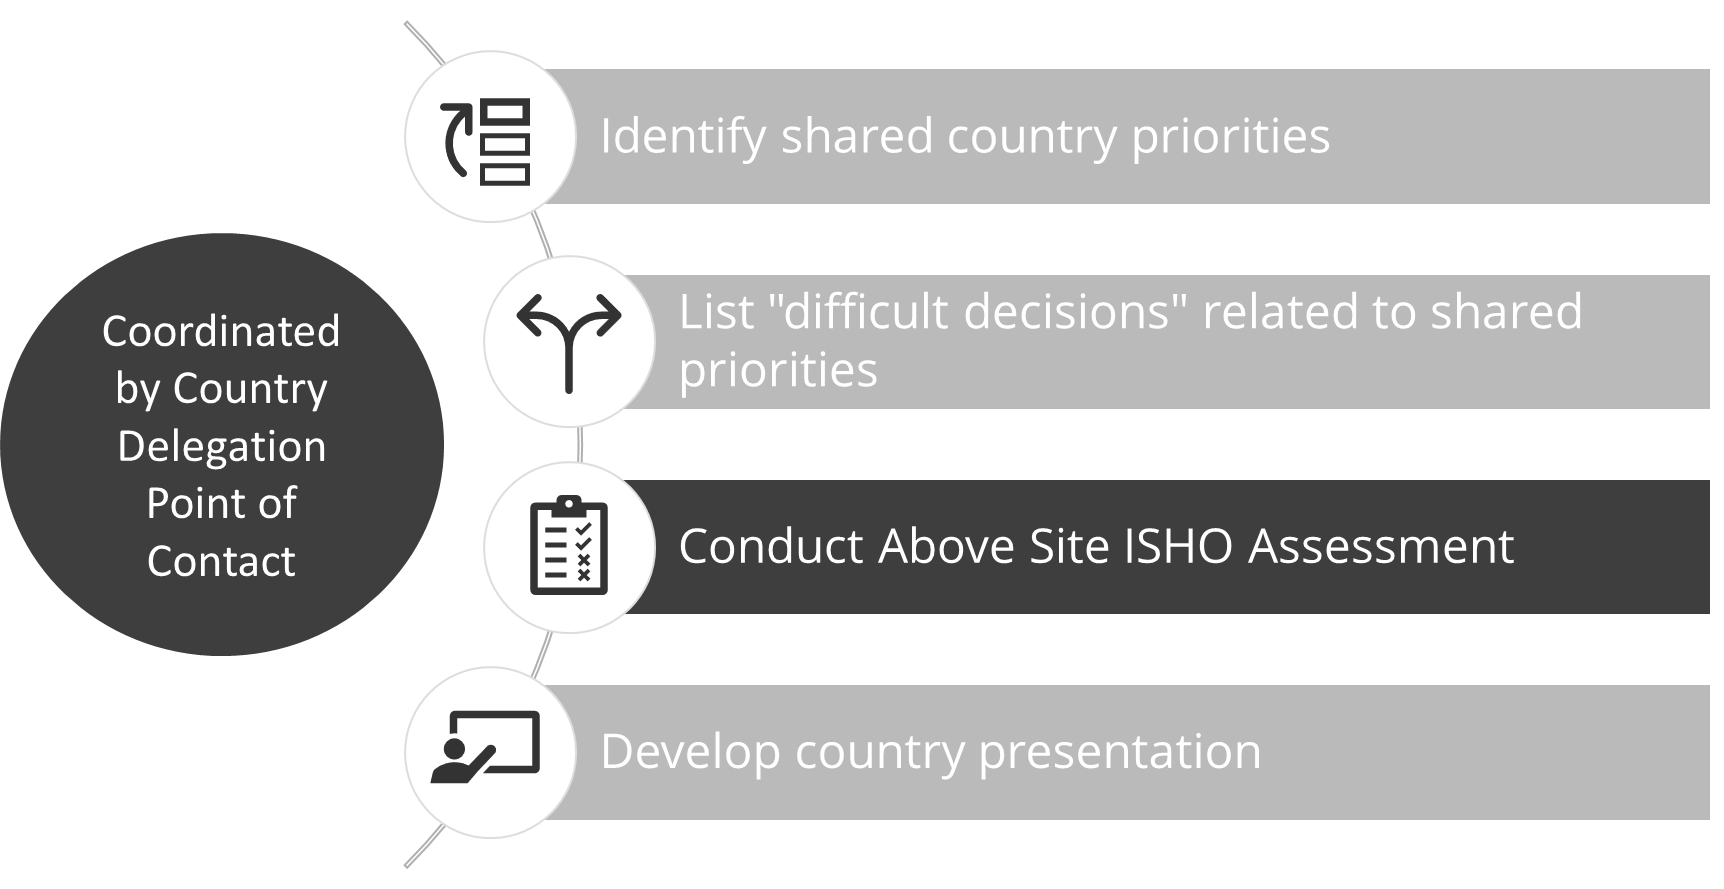 Coordinated
by Country
Delegation
Point of
Contact
Identify shared country priorities
List "difficult decisions" related to shared
priorities
Conduct Above Site ISHO Assessment
Develop country presentation